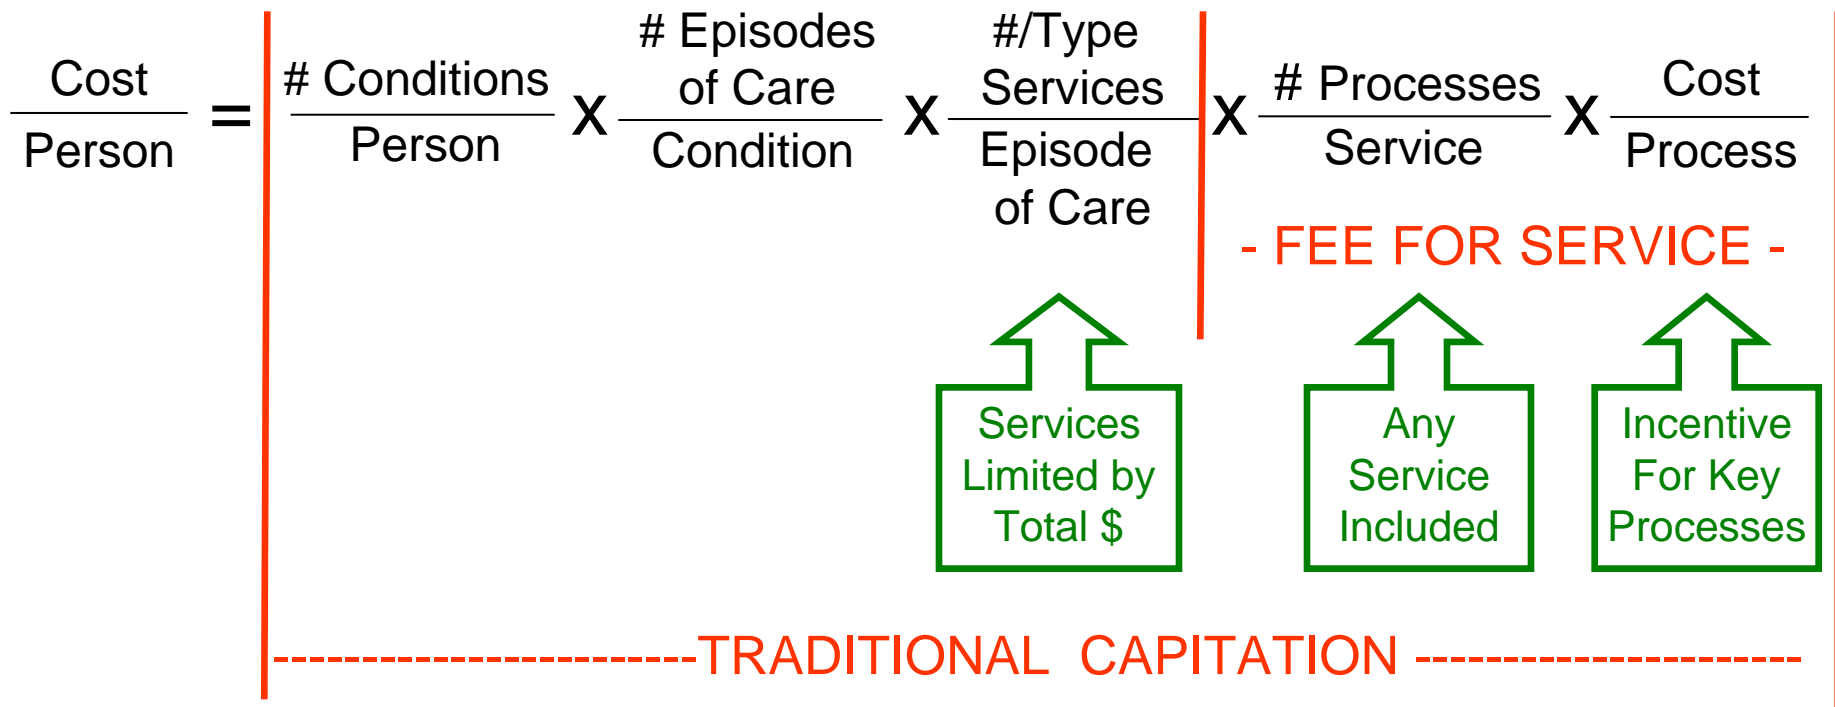 Cost
Person
=
# Conditions
Person
x
# Episodes
of Care
Condition
x
#/Type
Services
Episode
of Care
x
# Processes
Service
x
Cost
Process
- FEE FOR SERVICE -
Services
Limited by
Total $
Any
Service
Included
Incentive
For Key
Processes
-----------------------TRADITIONAL CAPITATION ---------------------